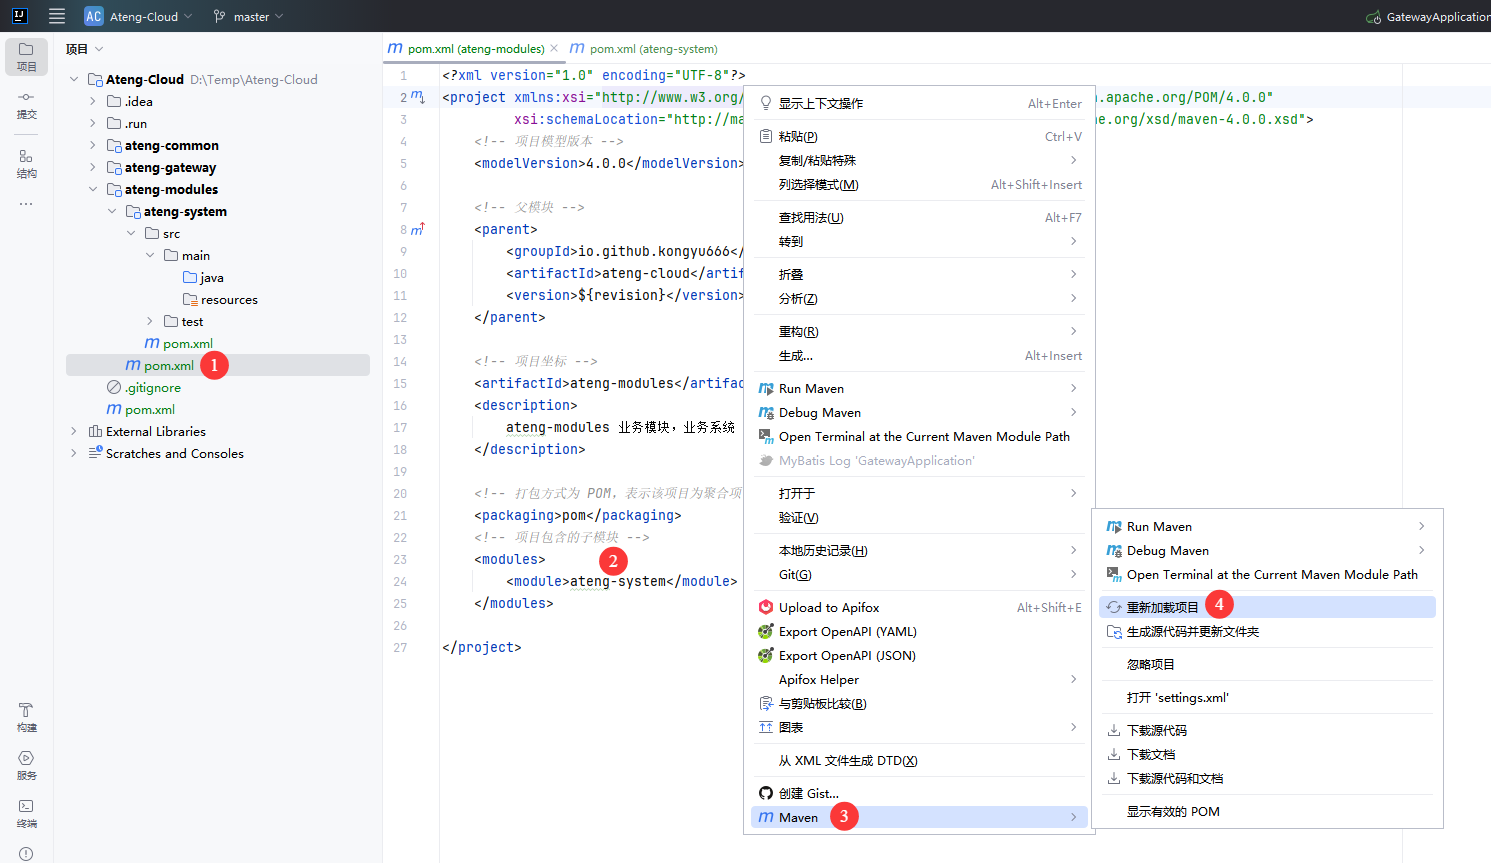 AC Ateng-Cloud master
GatewayApplication
项目
提交
结构
构建
服务
终端
项目
Ateng-Cloud D:\Temp\Ateng-Cloud
.idea
.run
ateng-common
ateng-gateway
ateng-modules
ateng-system
src
main
java
resources
test
pom.xml
pom.xml 1
.gitignore
pom.xml
External Libraries
Scratches and Consoles
pom.xml (ateng-modules) pom.xml (ateng-system)
1 <?xml version="1.0" encoding="UTF-8"?>
2 <project xmlns:xsi="http://www.w3.org/ .apache.org/POM/4.0.0"
3 xsi:schemaLocation="http://ma he.org/xsd/maven-4.0.0.xsd">
4 <!-- 项目模型版本 -->
5 <modelVersion>4.0.0</modelVersion>
6
7 <!-- 父模块 -->
8 <parent>
9 <groupId>io.github.kongyu666</
10 <artifactId>ateng-cloud</artif
11 <version>${revision}</version>
12 </parent>
13
14 <!-- 项目坐标 -->
15 <artifactId>ateng-modules</artifac
16 <description>
17 ateng-modules 业务模块，业务系统
18 </description>
19
20 <!-- 打包方式为 POM，表示该项目为聚合项
21 <packaging>pom</packaging>
22 <!-- 项目包含的子模块 -->
23 <modules> 2
24 <module>ateng-system</module>
25 </modules>
26
27 </project>
显示上下文操作 Alt+Enter
粘贴(P) Ctrl+V
复制/粘贴特殊
列选择模式(M) Alt+Shift+Insert
查找用法(U) Alt+F7
转到
折叠
分析(Z)
重构(R)
生成... Alt+Insert
Run Maven
Debug Maven
Open Terminal at the Current Maven Module Path
MyBatis Log 'GatewayApplication'
打开于
验证(V)
本地历史记录(H)
Git(G)
Upload to Apifox Alt+Shift+E
Export OpenAPI (YAML)
Export OpenAPI (JSON)
Apifox Helper
与剪贴板比较(B)
图表
从 XML 文件生成 DTD(X)
创建 Gist...
Maven 3
Run Maven
Debug Maven
Open Terminal at the Current Maven Module Path
重新加载项目 4
生成源代码并更新文件夹
忽略项目
打开 'settings.xml'
下载源代码
下载文档
下载源代码和文档
显示有效的 POM